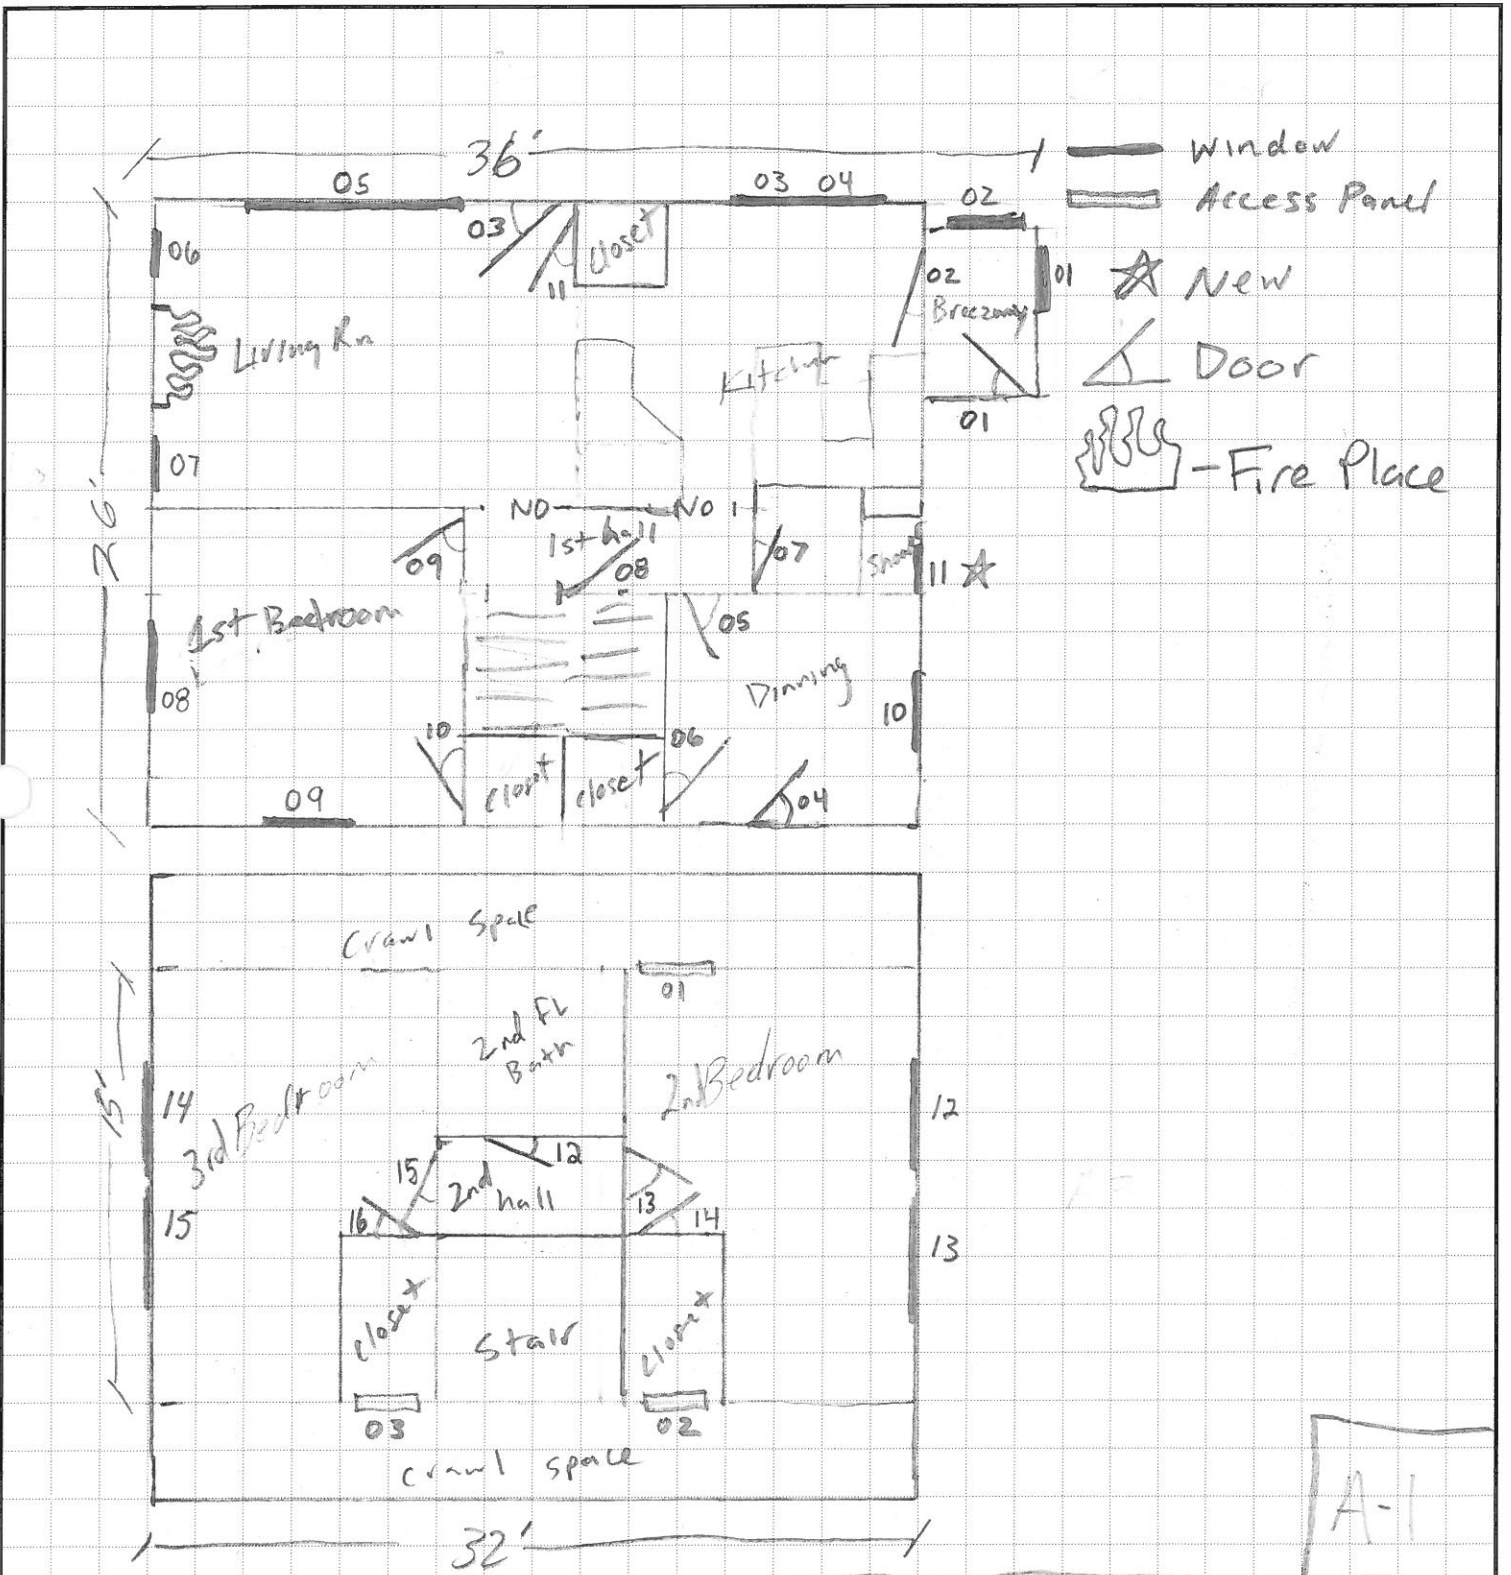 36'
Window
05
03 04
02
Access Panel
03
closet
06
11
02
01
New
Breezway
Living Rm
Kitchen
Door
01
07
Fire Place
26'
NO
NO
1st hall
09
08
07
11
1st Bedroom
05
08
Dinning
10
10
06
closet
closet
09
04
Crawl Space
01
2nd FL
Bath
2nd Bedroom
3rd Bedroom
15'
14
12
15
12
2nd
hall
16
13
14
15
13
closet
Stair
closet
03
02
Crawl space
A-1
32'